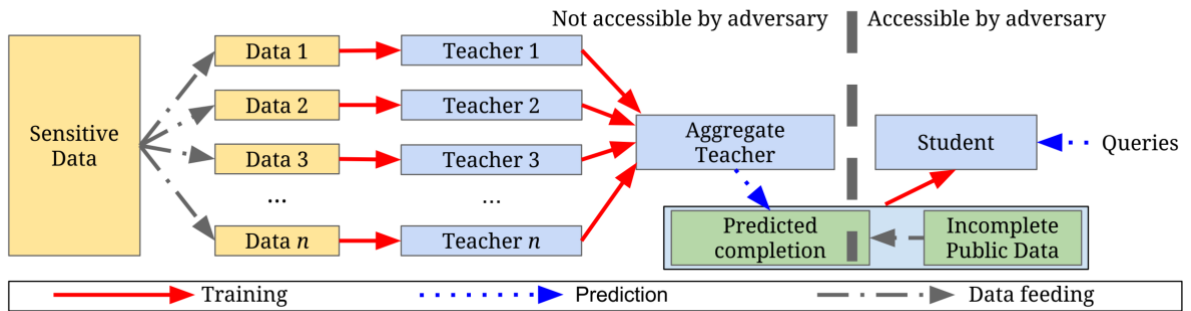 Not accessible by adversary
Accessible by adversary
Sensitive
Data
Data 1
Teacher 1
Data 2
Teacher 2
Data 3
Teacher 3
...
...
Data n
Teacher n
Aggregate
Teacher
Student
Queries
Predicted
completion
Incomplete
Public Data
Training
Prediction
Data feeding